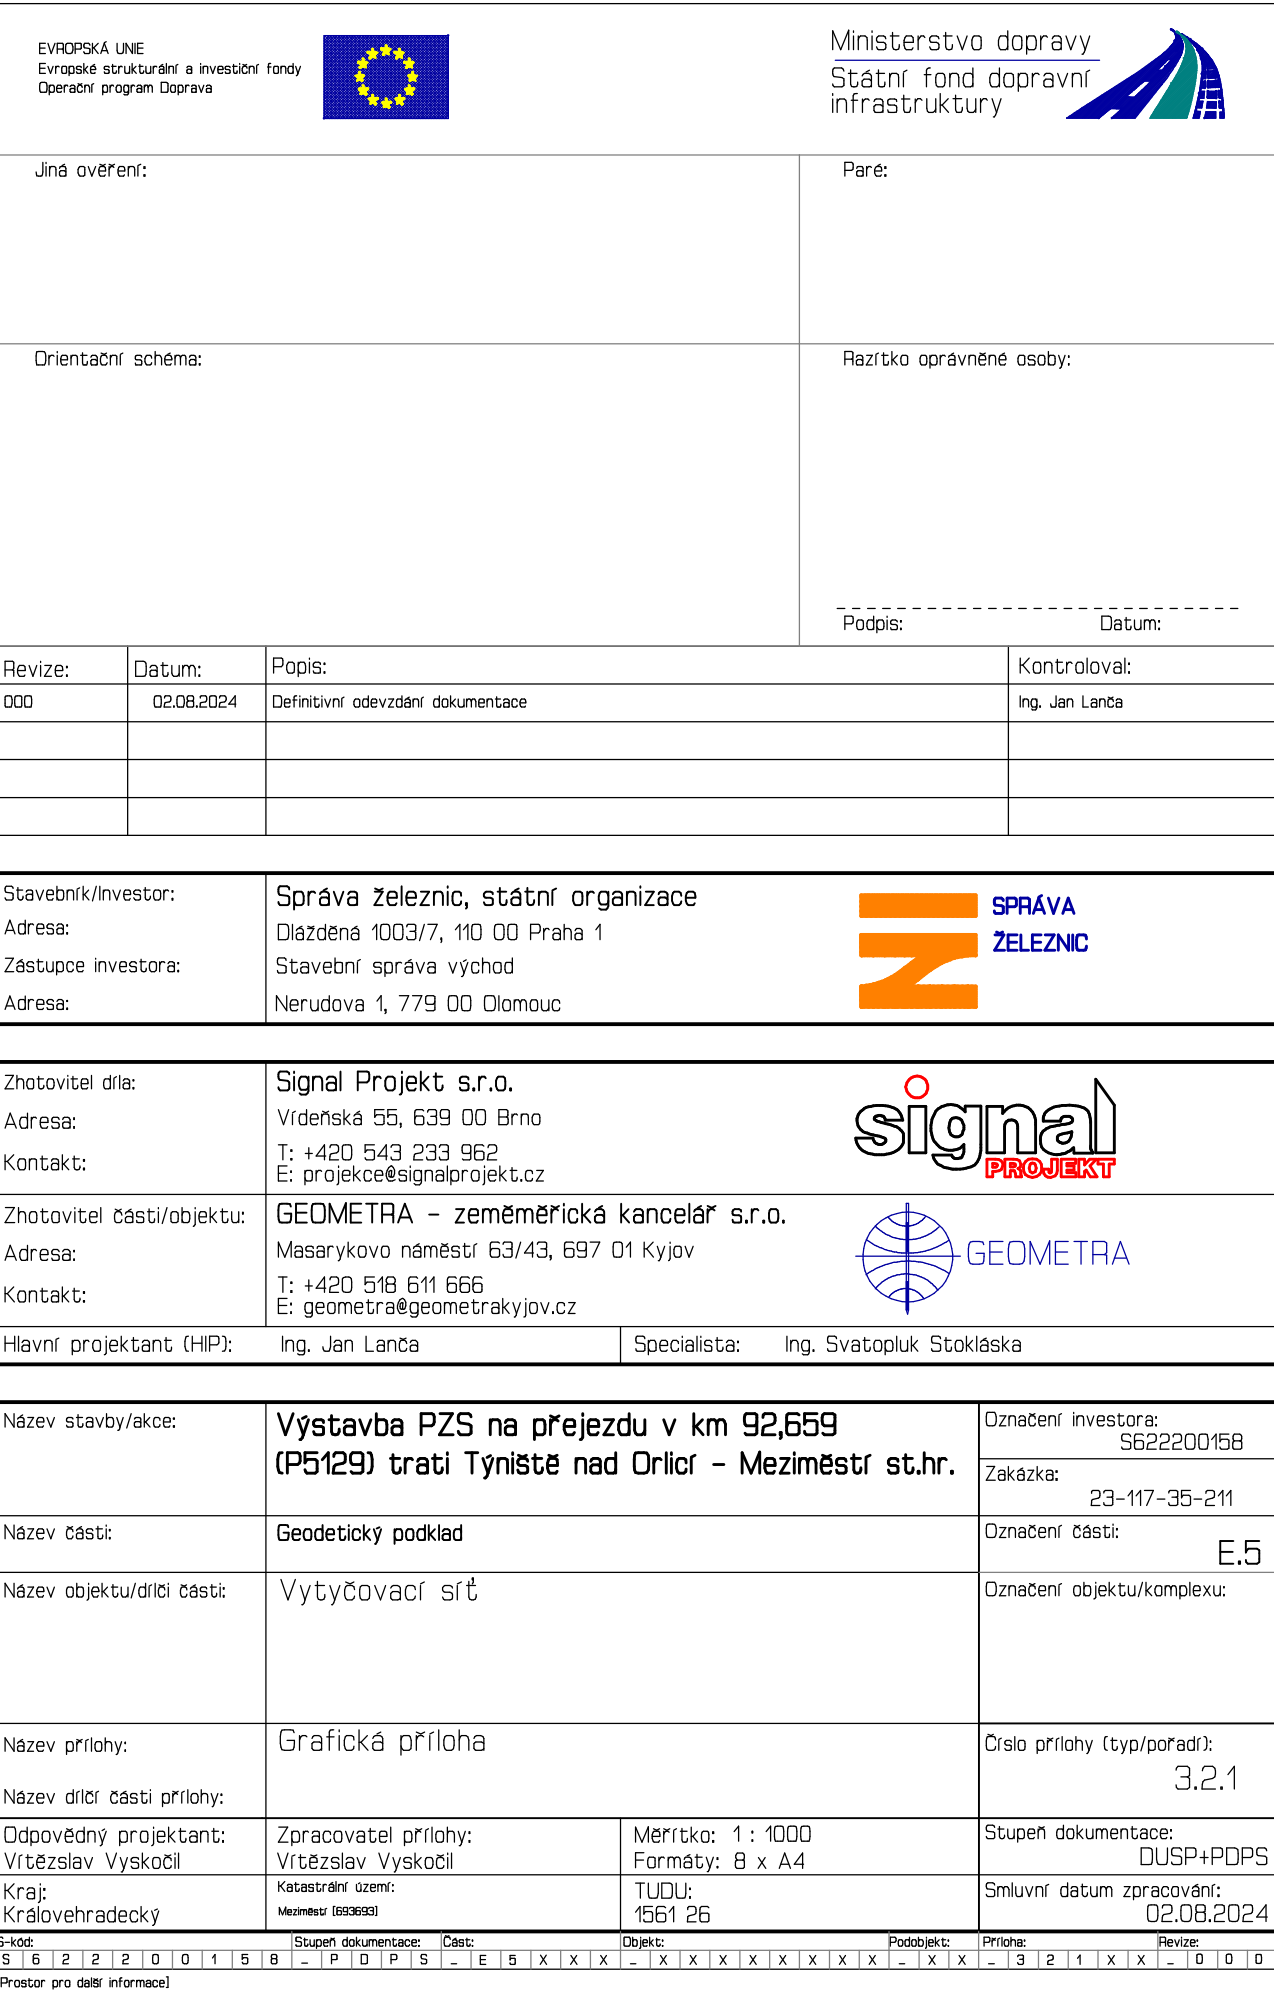 EVROPSKÁ UNIE
Evropské strukturální a investiční fondy
Operační program Doprava
Ministerstvo dopravy
Státní fond dopravní
infrastruktury
Jiná ověření:
Paré:
Orientační schéma:
Razítko oprávněné osoby:
Podpis: Datum:
Revize: Datum: Popis: Kontroloval:
000 02.08.2024 Definitivní odevzdání dokumentace Ing. Jan Lanča
Stavebník/Investor: Správa železnic, státní organizace
SPRÁVA
ŽELEZNIC
Adresa: Dlážděná 1003/7, 110 00 Praha 1
Zástupce investora: Stavební správa východ
Adresa: Nerudova 1, 779 00 Olomouc
Zhotovitel díla: Signal Projekt s.r.o.
signal
PROJEKT
Adresa: Vídeňská 55, 639 00 Brno
Kontakt: T: +420 543 233 962
E: projekce@signalprojekt.cz
Zhotovitel části/objektu: GEOMETRA - zeměměřická kancelář s.r.o.
GEOMETRA
Adresa: Masarykovo náměstí 63/43, 697 01 Kyjov
Kontakt: T: +420 518 611 666
E: geometra@geometrakyjov.cz
Hlavní projektant (HIP): Ing. Jan Lanča Specialista: Ing. Svatopluk Stokláska
Název stavby/akce: Výstavba PZS na přejezdu v km 92,659
(P5129) trati Týniště nad Orlicí - Meziměstí st.hr.
Označení investora:
S622200158
Zakázka:
23-117-35-211
Název části: Geodetický podklad
Označení části:
E.5
Název objektu/dílči části: Vytyčovací síť
Označení objektu/komplexu:
Název přílohy: Grafická příloha
Číslo přílohy (typ/pořadí):
3.2.1
Název dílčí části přílohy:
Odpovědný projektant: Zpracovatel přílohy: Měřítko: 1 : 1000 Stupeň dokumentace:
Vítězslav Vyskočil Vítězslav Vyskočil Formáty: 8 x A4 DUSP+PDPS
Kraj: Katastrální území: TUDU: Smluvní datum zpracování:
Královehradecký Meziměstí [693693] 1561 26 02.08.2024
S-kód: Stupeň dokumentace: Část: Objekt: Podobjekt: Příloha: Revize:
S 6 2 2 2 0 0 1 5 8 _ P D P S _ E 5 X X X _ X X X X X X X X _ X X _ 3 2 1 X X _ 0 0 0
Prostor pro další informace]